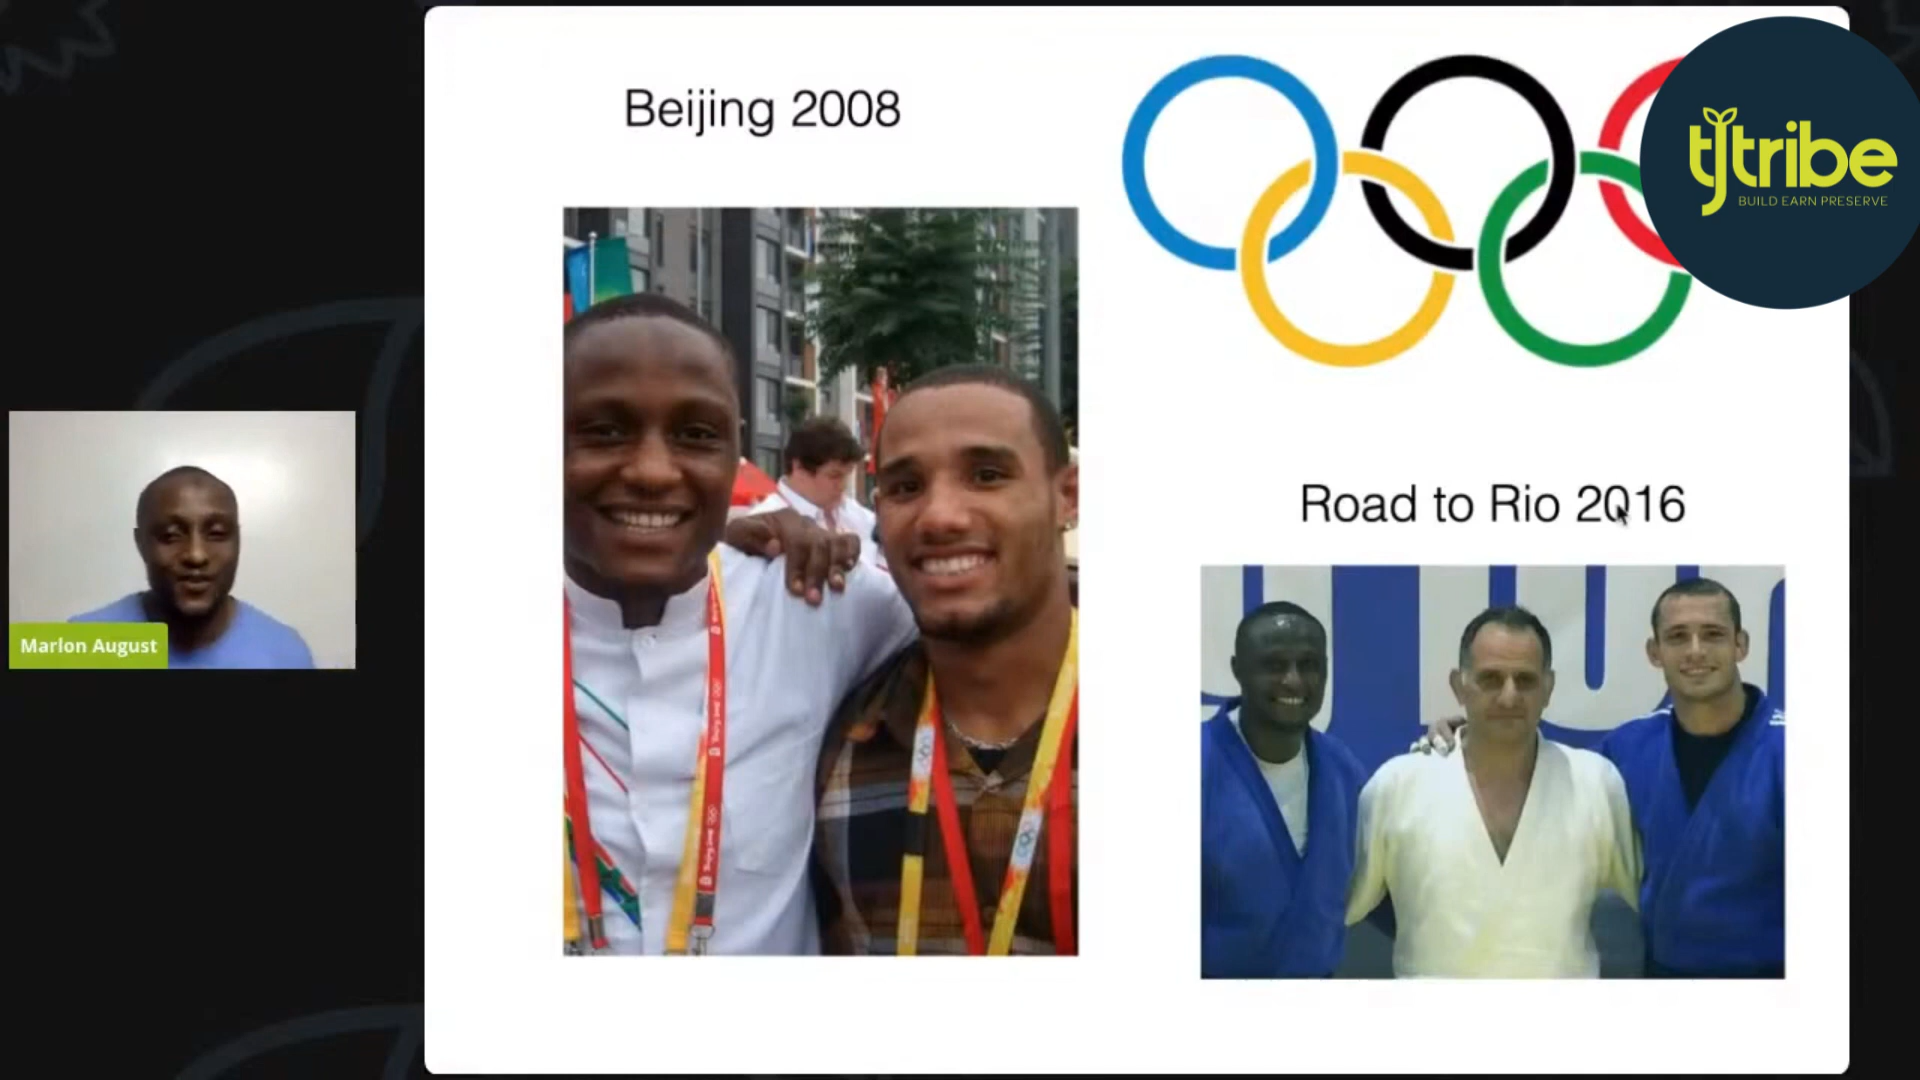 Beijing 2008
tjtribe
BUILD EARN PRESERVE
Road to Rio 2016
Marlon August